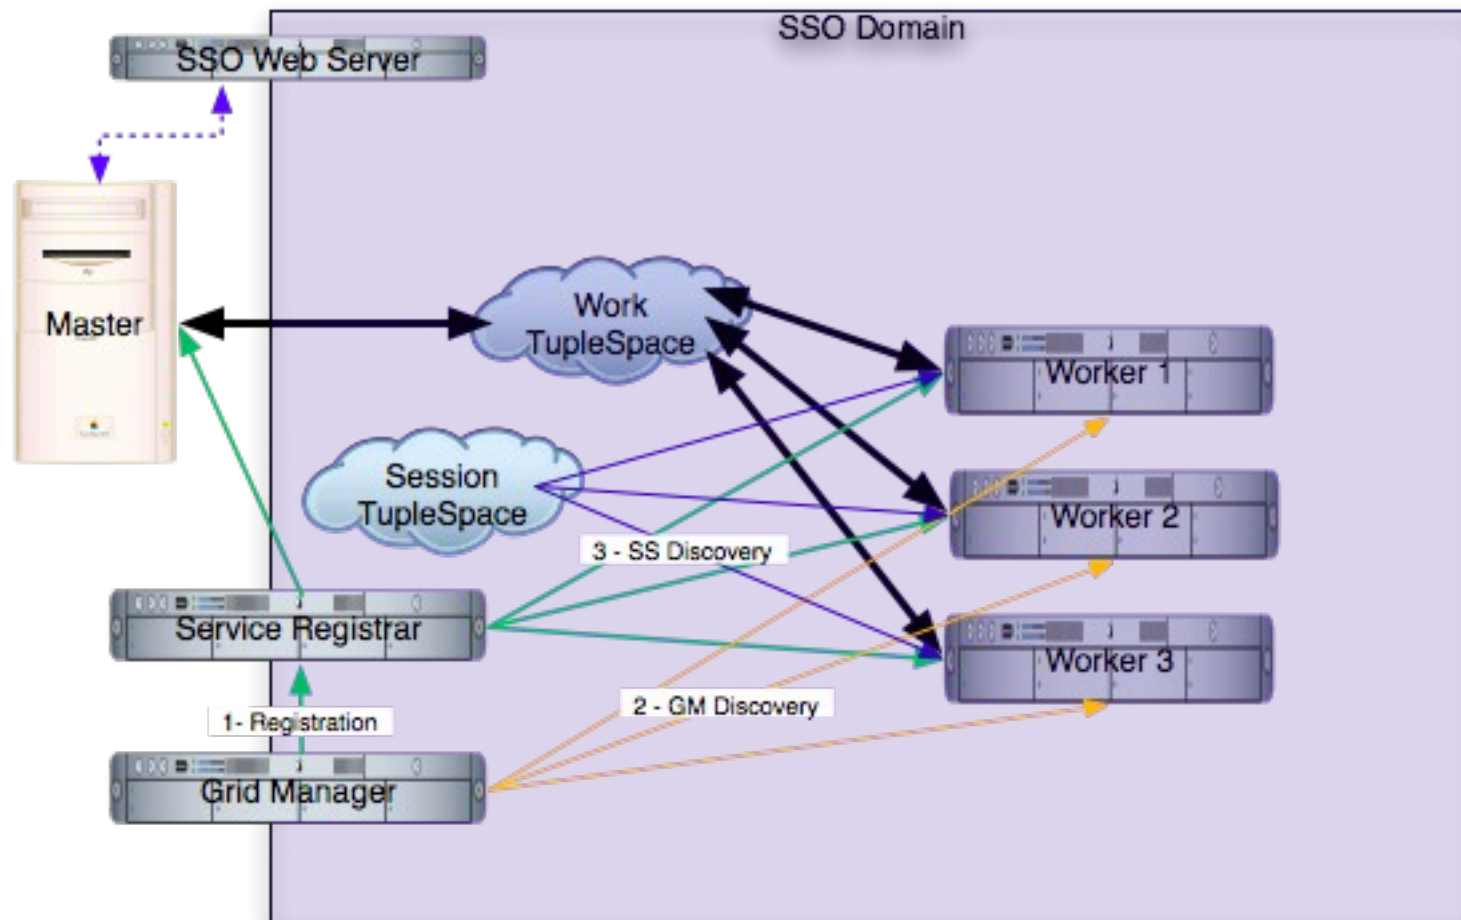 SSO Domain
SSO Web Server
Master
Work
TupleSpace
Worker 1
Session
TupleSpace
Worker 2
3 - SS Discovery
Service Registrar
Worker 3
2 - GM Discovery
1- Registration
Grid Manager